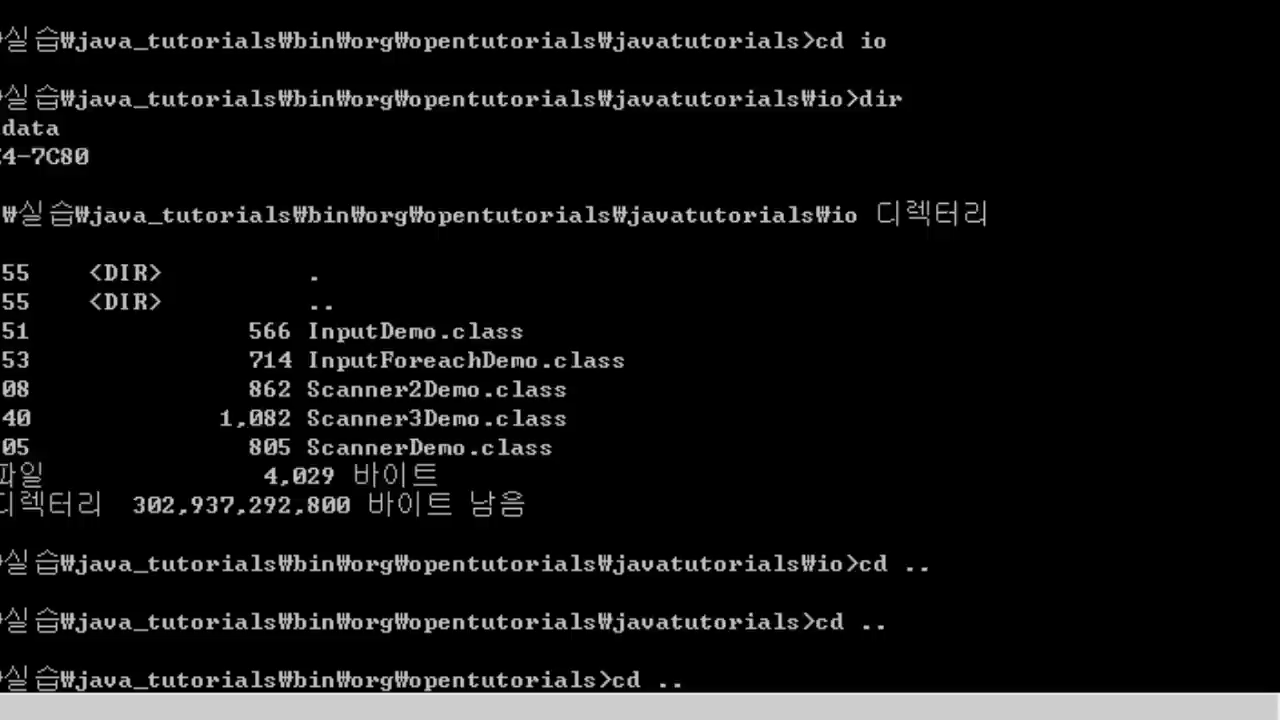 실습₩java_tutorials₩bin₩org₩opentutorials₩javatutorials>cd io
실습₩java_tutorials₩bin₩org₩opentutorials₩javatutorials₩io>dir
data
4-7C80
₩실습₩java_tutorials₩bin₩org₩opentutorials₩javatutorials₩io 디렉터리
55 <DIR> .
55 <DIR> ..
51 566 InputDemo.class
53 714 InputForeachDemo.class
08 862 Scanner2Demo.class
40 1,082 Scanner3Demo.class
05 805 ScannerDemo.class
파일 4,029 바이트
디렉터리 302,937,292,800 바이트 남음
실습₩java_tutorials₩bin₩org₩opentutorials₩javatutorials₩io>cd ..
실습₩java_tutorials₩bin₩org₩opentutorials₩javatutorials>cd ..
실습₩java_tutorials₩bin₩org₩opentutorials>cd ..